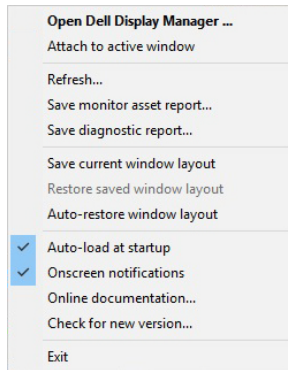 Open Dell Display Manager ...
Attach to active window
Refresh...
Save monitor asset report...
Save diagnostic report...
Save current window layout
Restore saved window layout
Auto-restore window layout
Auto-load at startup
Onscreen notifications
Online documentation...
Check for new version...
Exit